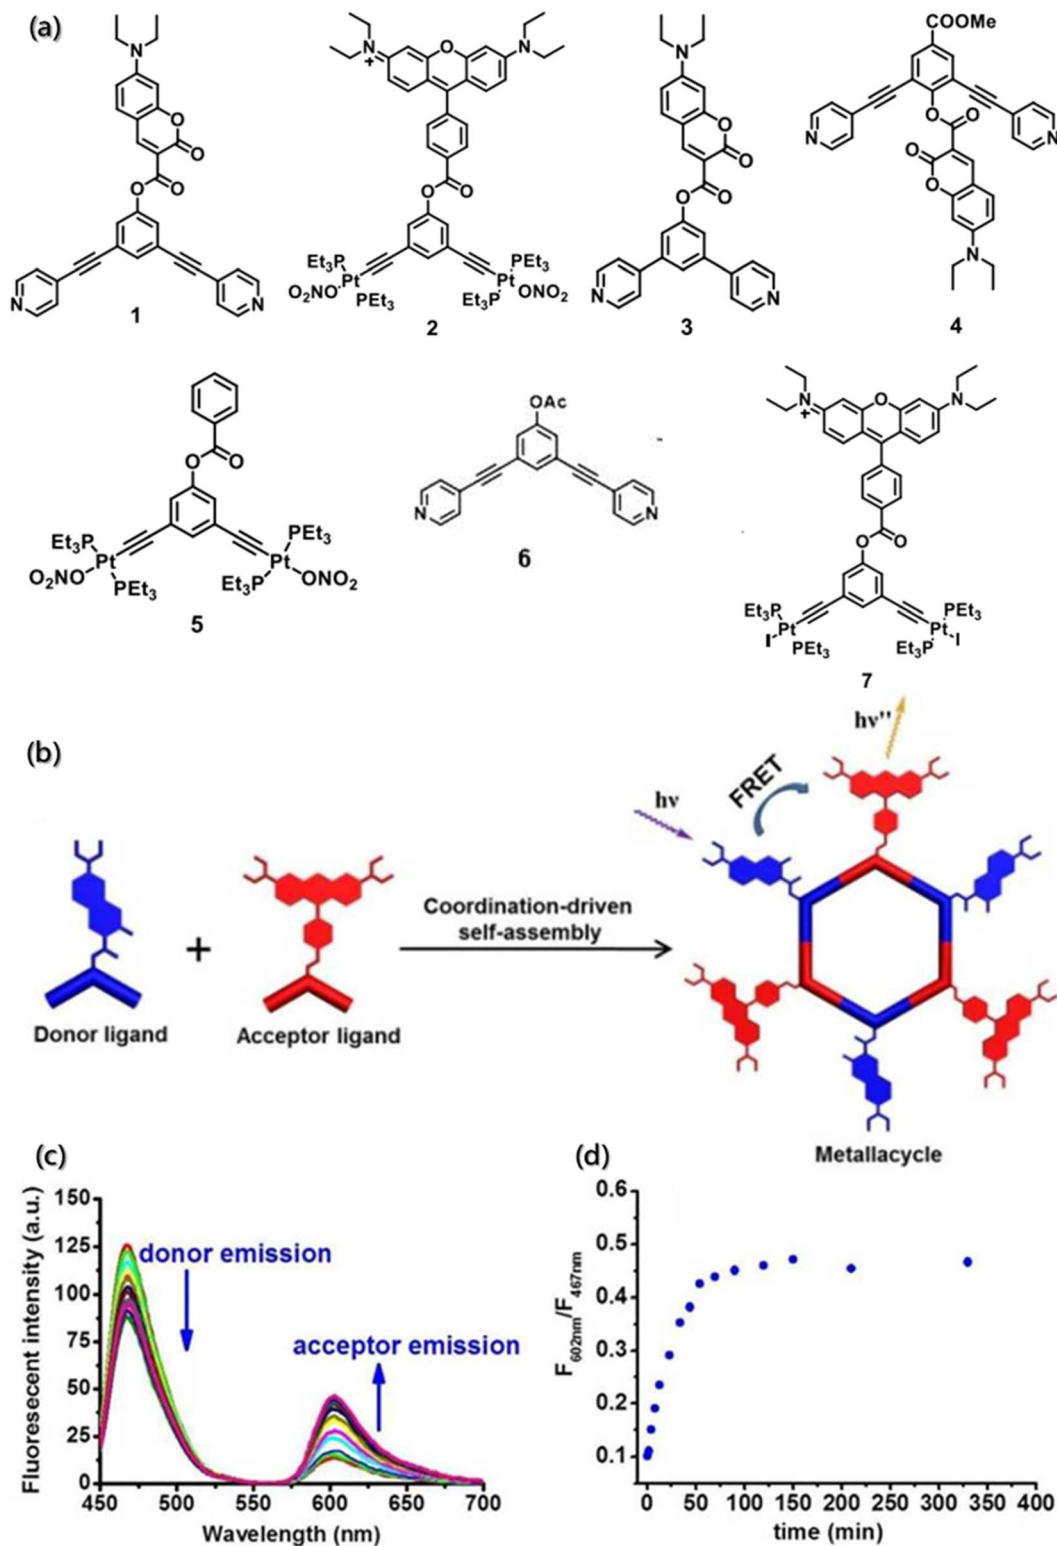 (a)
N
O
O
O
O
N
N
1
N
+
O
N
O
O
Et3P
Pt
O2NO
PEt3
PEt3
Pt
Et3P
ONO2
2
N
O
O
O
O
N
N
3
COOMe
N
N
O
O
O
O
N
4
O
O
Et3P
Pt
O2NO
PEt3
PEt3
Pt
Et3P
ONO2
5
OAc
N
N
6
N
+
O
N
O
O
Et3P
Pt
I
PEt3
PEt3
Pt
Et3P
I
7
(b)
hν
FRET
hν''
Coordination-driven
self-assembly
+
Donor ligand
Acceptor ligand
Metallacycle
(c)
Fluoresecent intensity (a.u.)
150
125
100
75
50
25
0
donor emission
acceptor emission
450
500
550
600
650
700
Wavelength (nm)
(d)
F602nm/F467nm
0.6
0.5
0.4
0.3
0.2
0.1
0
50
100
150
200
250
300
350
400
time (min)